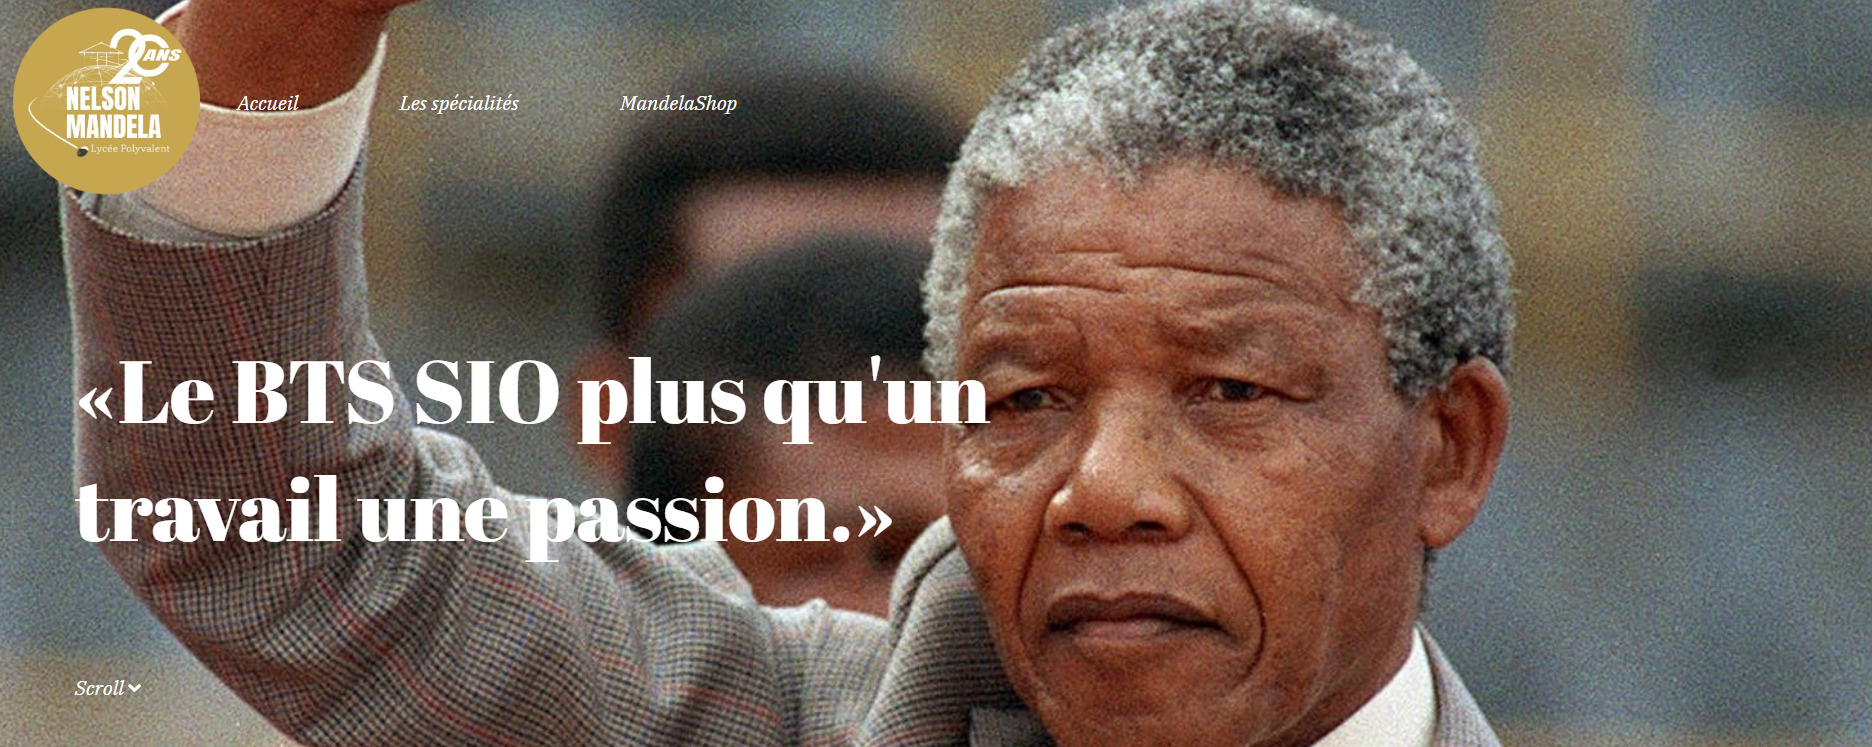 20 ANS
NELSON
MANDELA
Lycée Polyvalent
Accueil
Les spécialités
MandelaShop
«Le BTS SIO plus qu'un
travail une passion.»
Scroll